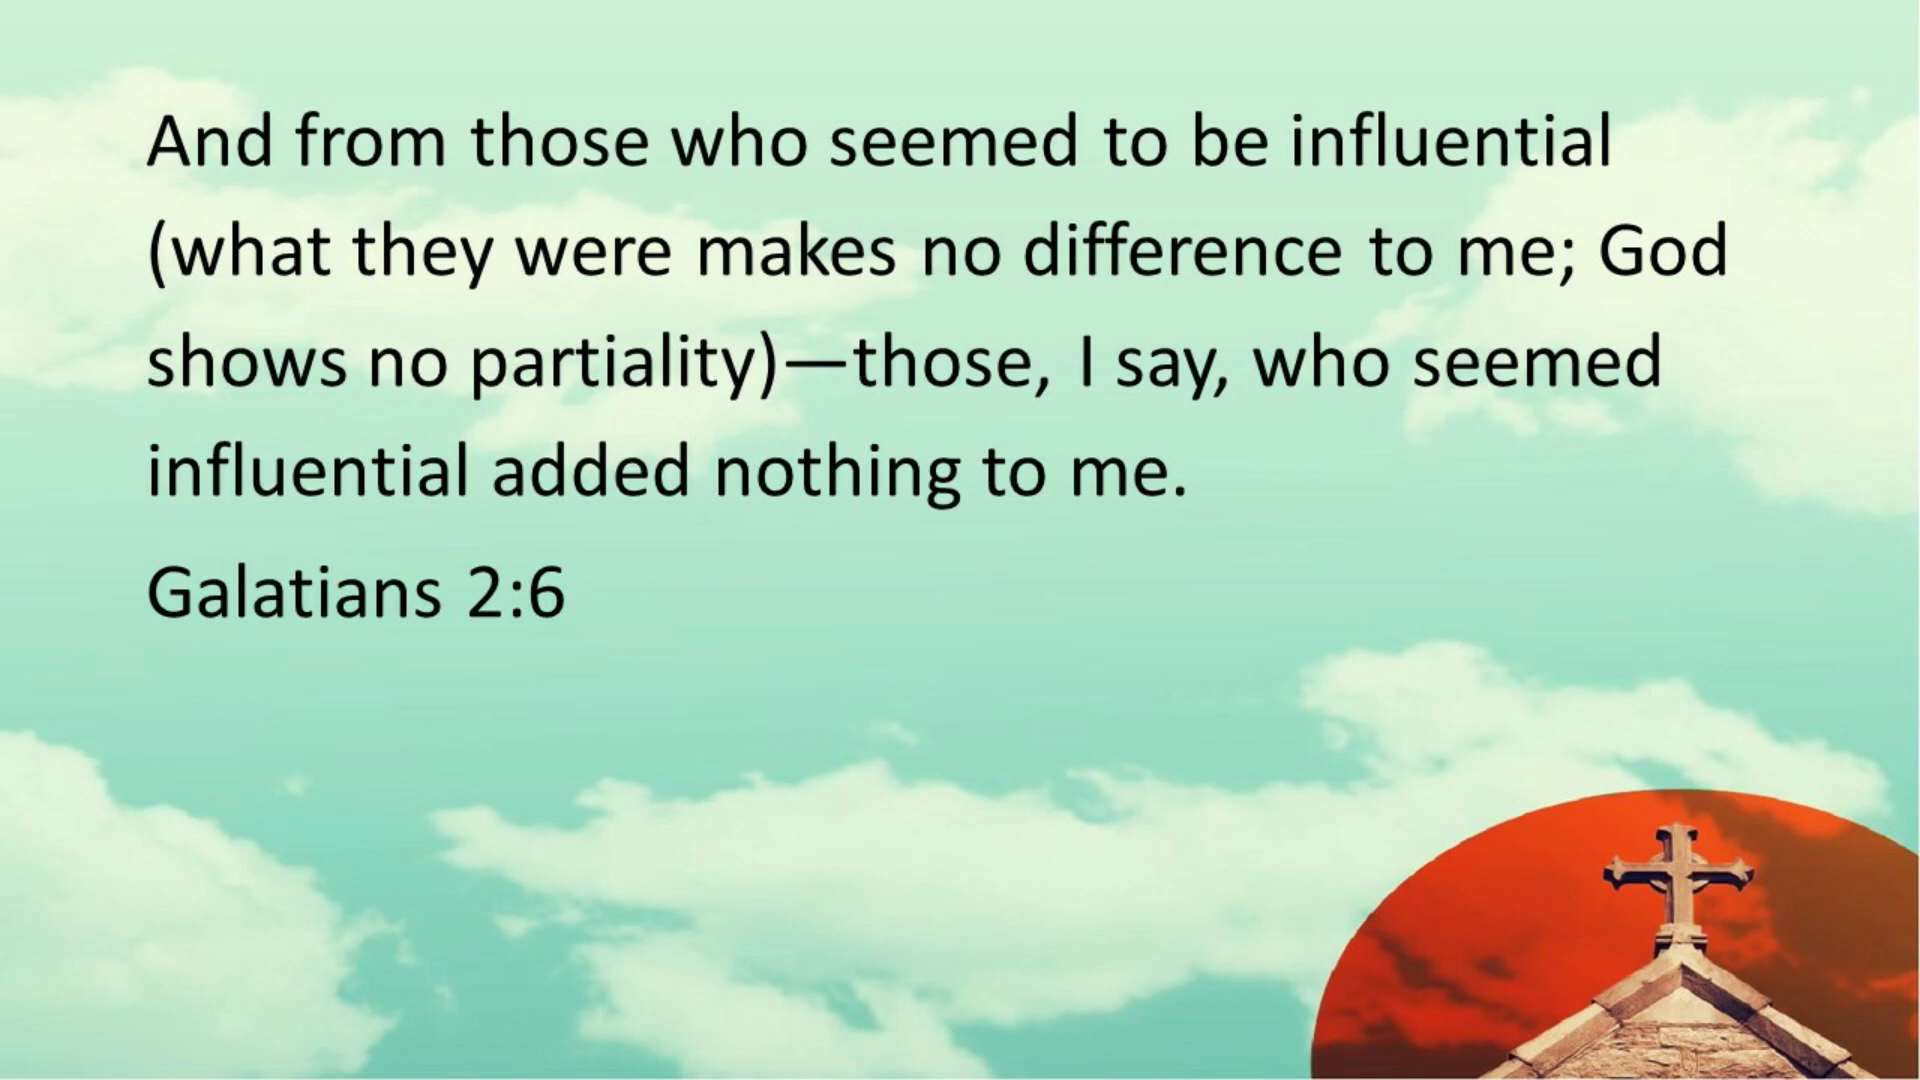 And from those who seemed to be influential
(what they were makes no difference to me; God
shows no partiality)—those, I say, who seemed
influential added nothing to me.
Galatians 2:6